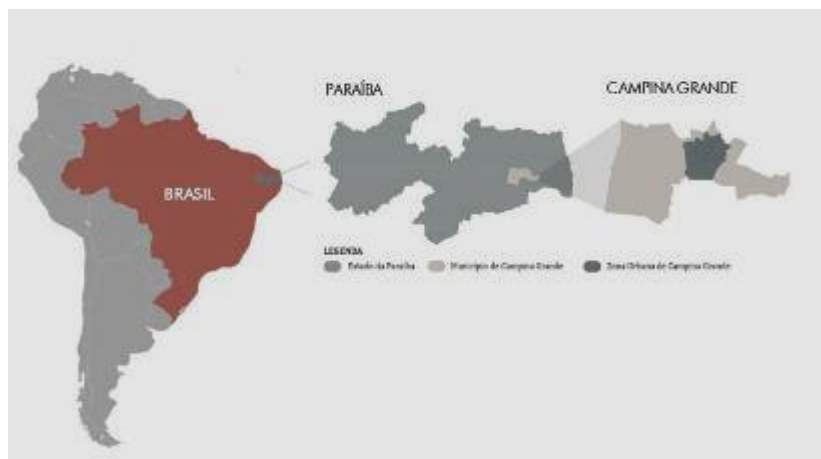 PARAÍBA
CAMPINA GRANDE
BRASIL
LEGENDA
Estado da Paraíba
Município de Campina Grande
Zona Urbana de Campina Grande